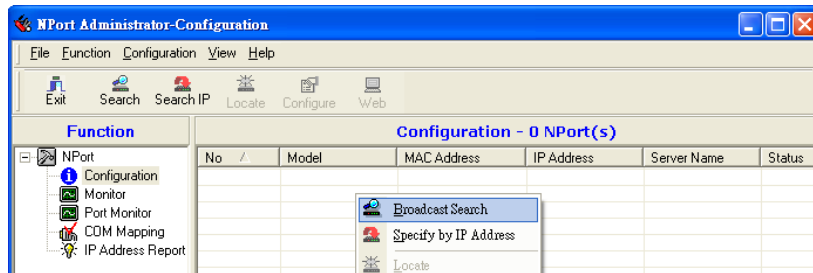 NPort Administrator-Configuration
File Function Configuration View Help
Exit Search Search IP Locate Configure Web
Function Configuration - 0 NPort(s)
NPort No Model MAC Address IP Address Server Name Status
Configuration
Monitor
Port Monitor
COM Mapping
IP Address Report
Broadcast Search
Specify by IP Address
Locate